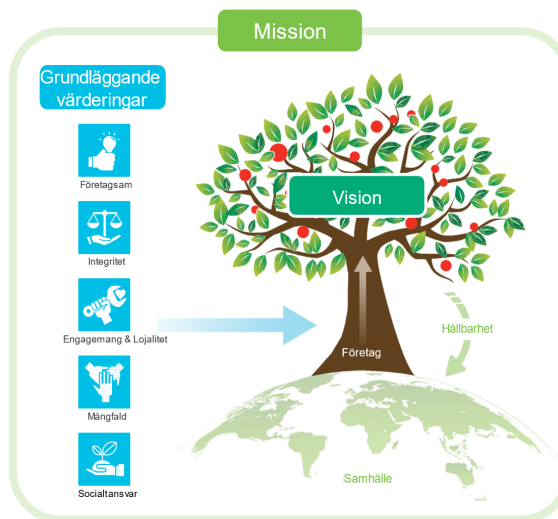 Mission
Grundläggande
värderingar
Företagsam
Integritet
Engagemang & Lojalitet
Mångfald
Socialtansvar
Vision
Hållbarhet
Företag
Samhälle